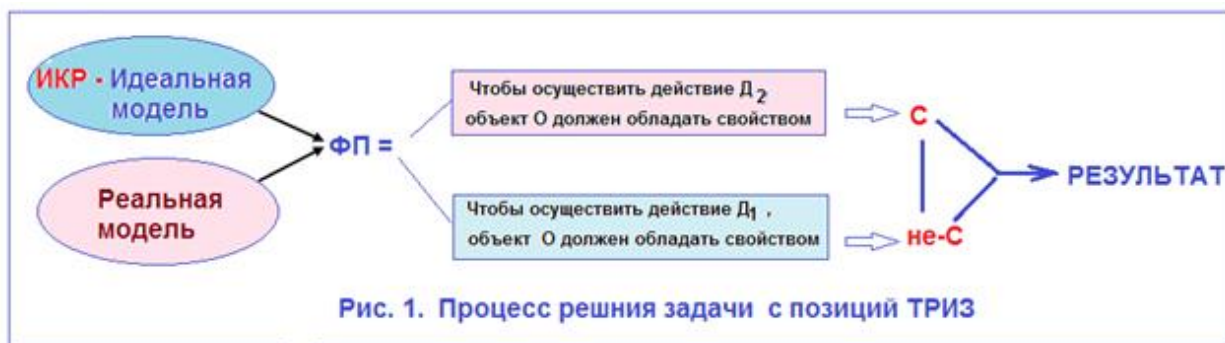 ИКР - Идеальная
модель
Реальная
модель
ФП =
Чтобы осуществить действие Д2
объект О должен обладать свойством
С
Чтобы осуществить действие Д1 ,
объект О должен обладать свойством
не-С
РЕЗУЛЬТАТ
Рис. 1. Процесс решния задачи с позиций ТРИЗ